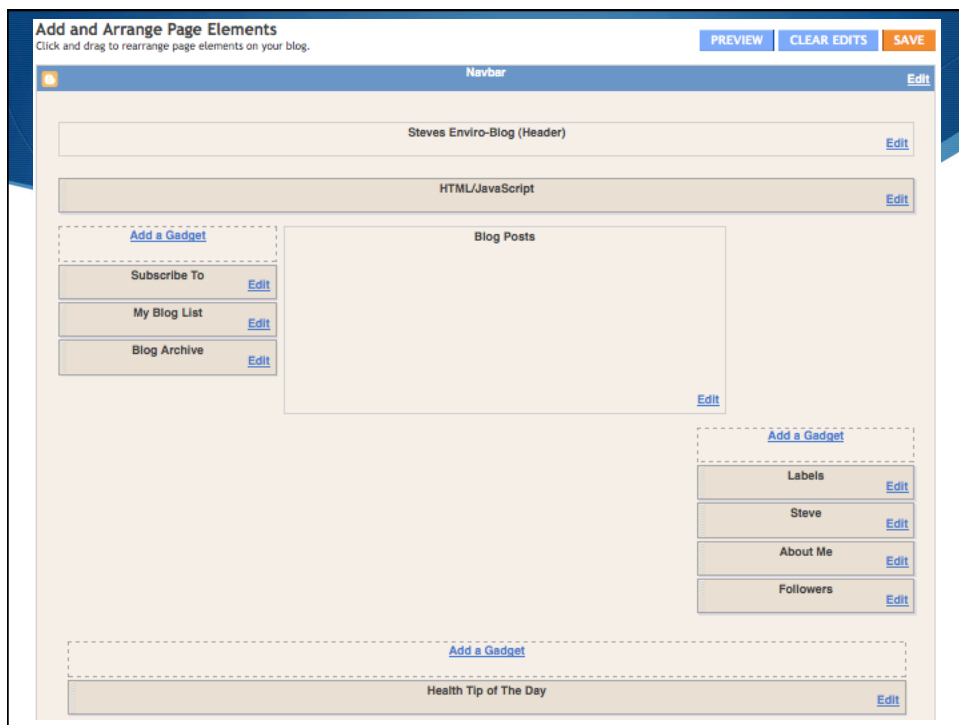 Add and Arrange Page Elements
Click and drag to rearrange page elements on your blog.
PREVIEW
CLEAR EDITS
SAVE
Navbar
Edit
Steves Enviro-Blog (Header)
Edit
HTML/JavaScript
Edit
Add a Gadget
Subscribe To
Edit
My Blog List
Edit
Blog Archive
Edit
Blog Posts
Edit
Add a Gadget
Labels
Edit
Steve
Edit
About Me
Edit
Followers
Edit
Add a Gadget
Health Tip of The Day
Edit